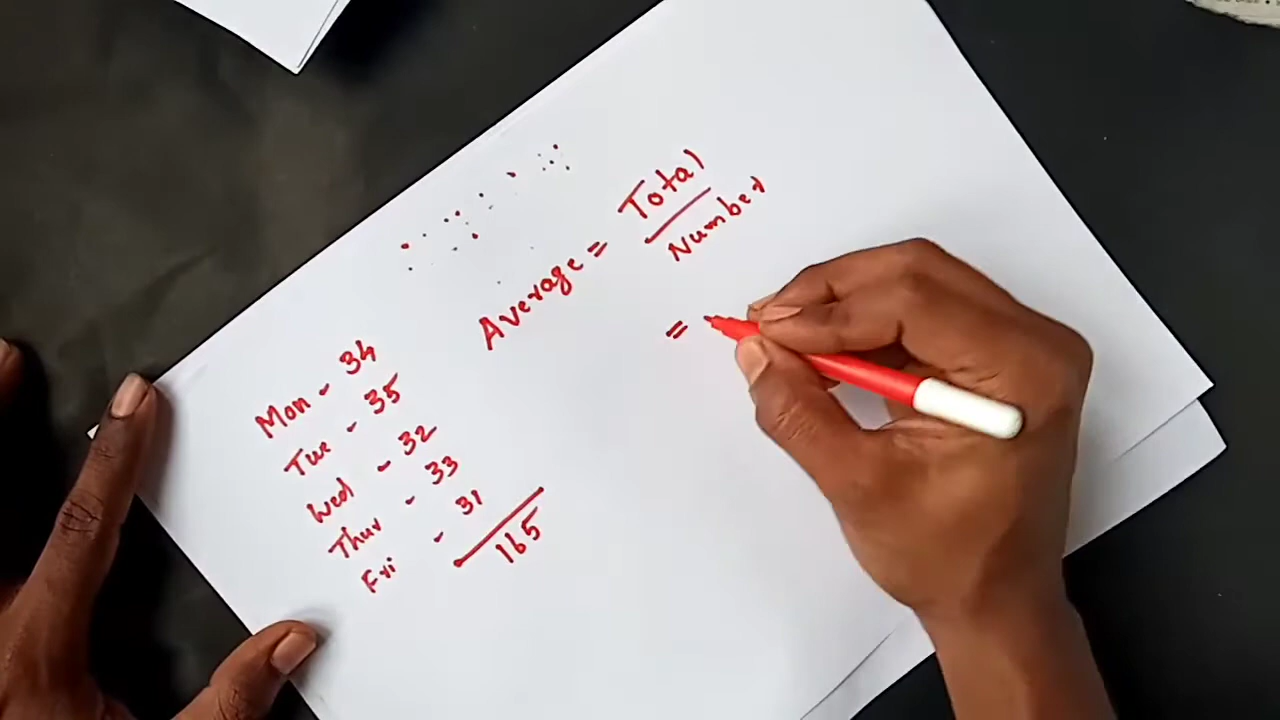 Average = Total
Number
=
Mon - 34
Tue - 35
Wed - 32
Thur - 33
Fri - 31
165